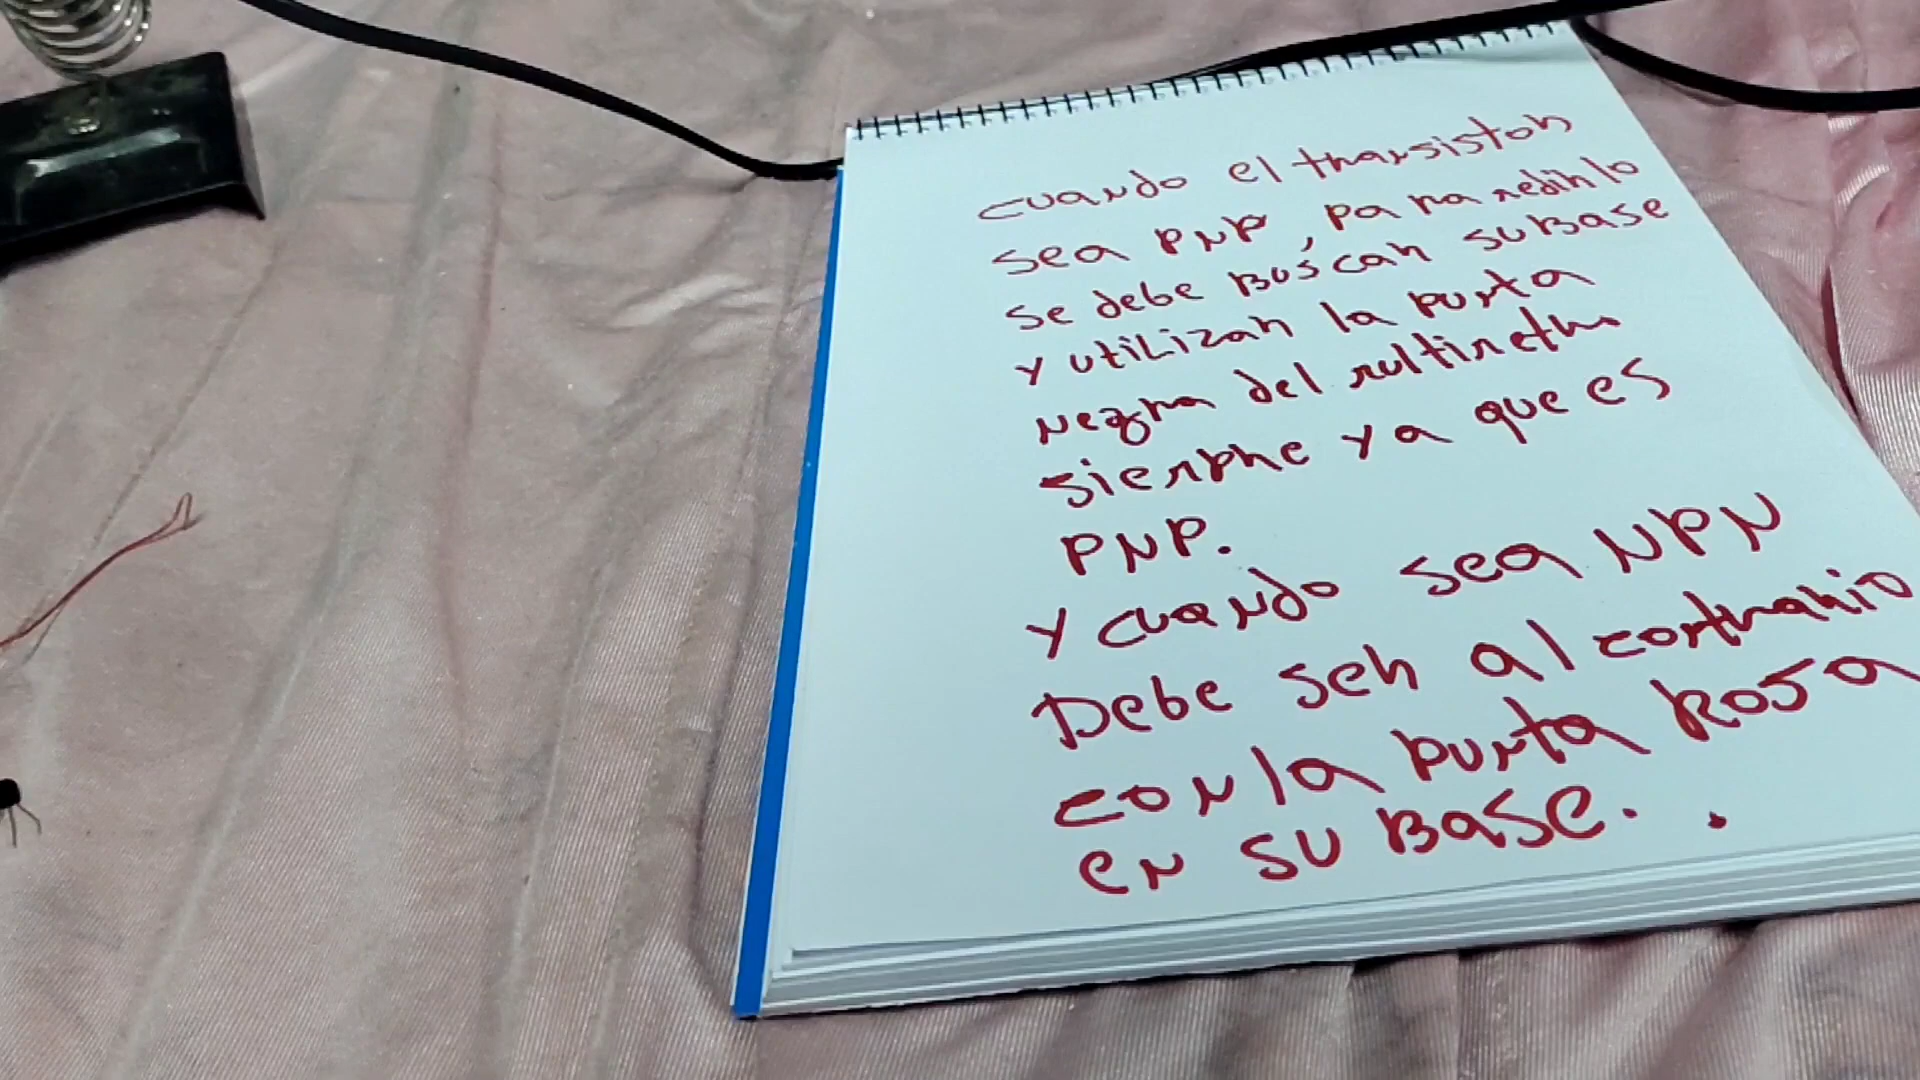 cuando el transistor
sea PNP, para medirlo
se debe Buscar su Base
y utilizar la punta
negra del multimetro
siempre ya que es
PNP.
y cuando sea NPN
Debe ser al contrario
con la punta Rosa
en su Base. .